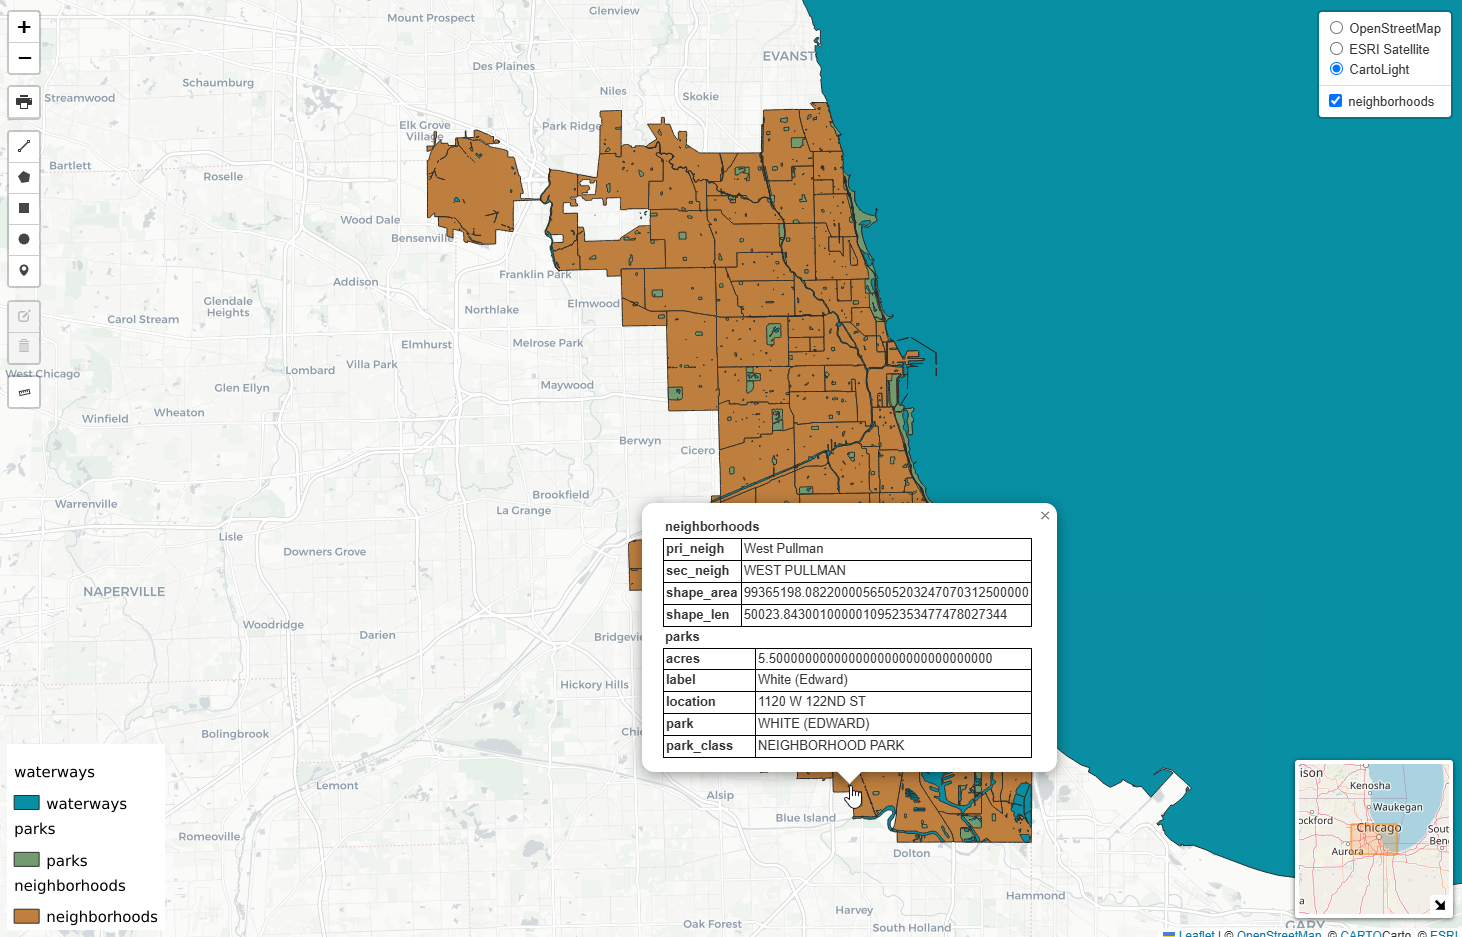 +
−
Mount Prospect
Glenview
EVANST
Des Plaines
Schaumburg
Niles
Skokie
Streamwood
Elk Grove
Village
Park Ridge
Bartlett
Roselle
Wood Dale
Bensenville
Franklin Park
Addison
Elmwood
Glendale
Heights
Northlake
Carol Stream
Elmhurst
Melrose Park
Villa Park
Lombard
West Chicago
Glen Ellyn
Maywood
Wheaton
Winfield
Berwyn
Cicero
Brookfield
Warrenville
La Grange
Lisle
Downers Grove
NAPERVILLE
Woodridge
Darien
Bridgevi
Hickory Hills
Bolingbrook
Chic
Lemont
Alsip
Blue Island
Romeoville
Dolton
Hammond
Harvey
Oak Forest
South Holland
GARY
OpenStreetMap
ESRI Satellite
CartoLight
neighborhoods
×
neighborhoods
pri_neigh West Pullman
sec_neigh WEST PULLMAN
shape_area 99365198.0822000056505203247070312500000
shape_len 50023.8430010000010952353477478027344
parks
acres 5.5000000000000000000000000000000
label White (Edward)
location 1120 W 122ND ST
park WHITE (EDWARD)
park_class NEIGHBORHOOD PARK
waterways
waterways
parks
parks
neighborhoods
neighborhoods
ison
Kenosha
Waukegan
ockford
Chicago
Sout
Aurora
Ben
a
Leaflet | © OpenStreetMap, © CARTOCarto, © ESRI